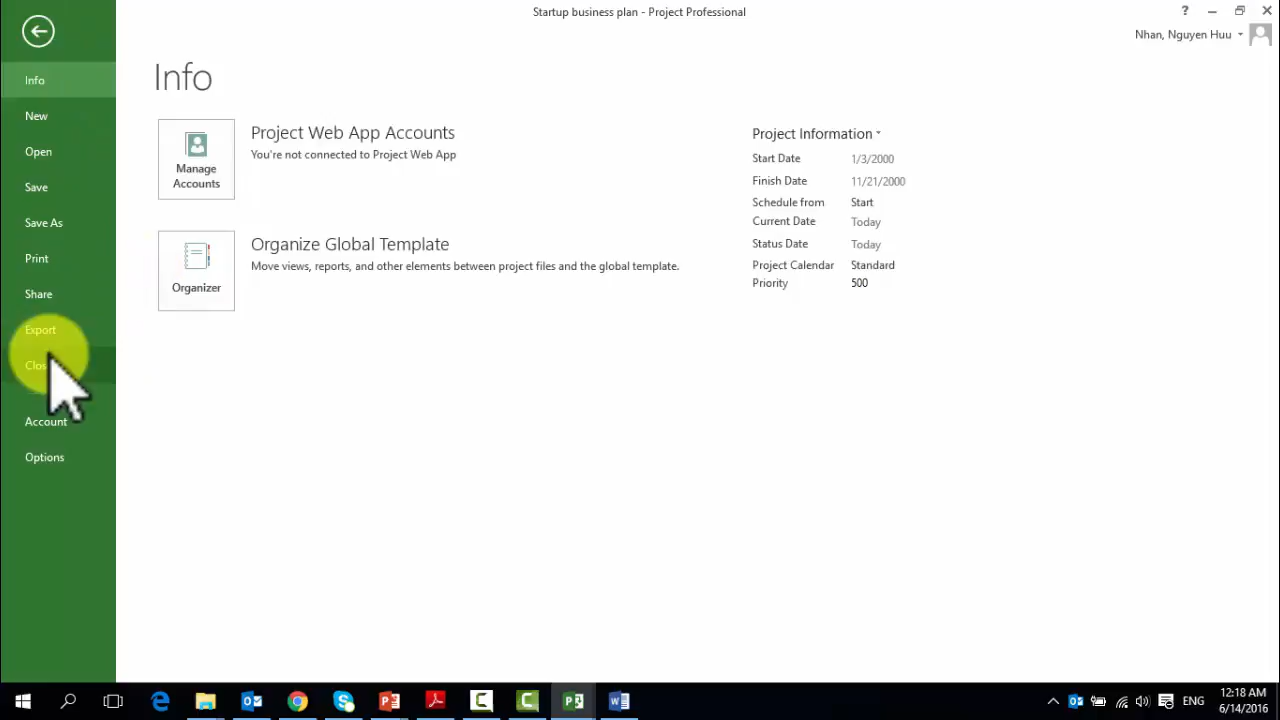 Startup business plan - Project Professional
?
Nhan, Nguyen Huu
Info
New
Open
Save
Save As
Print
Share
Export
Clos
Account
Options
Info
Manage
Accounts
Project Web App Accounts
You're not connected to Project Web App
Organizer
Organize Global Template
Move views, reports, and other elements between project files and the global template.
Project Information
Start Date 1/3/2000
Finish Date 11/21/2000
Schedule from Start
Current Date Today
Status Date Today
Project Calendar Standard
Priority 500
ENG
12:18 AM
6/14/2016